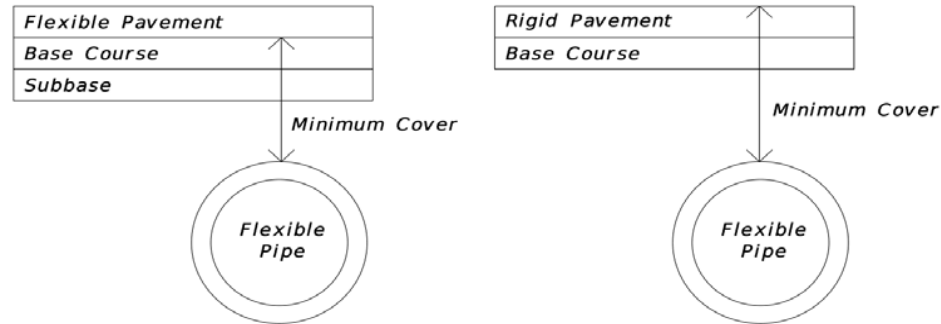 Flexible Pavement
Base Course
Subbase
Minimum Cover
Flexible
Pipe
Rigid Pavement
Base Course
Minimum Cover
Flexible
Pipe